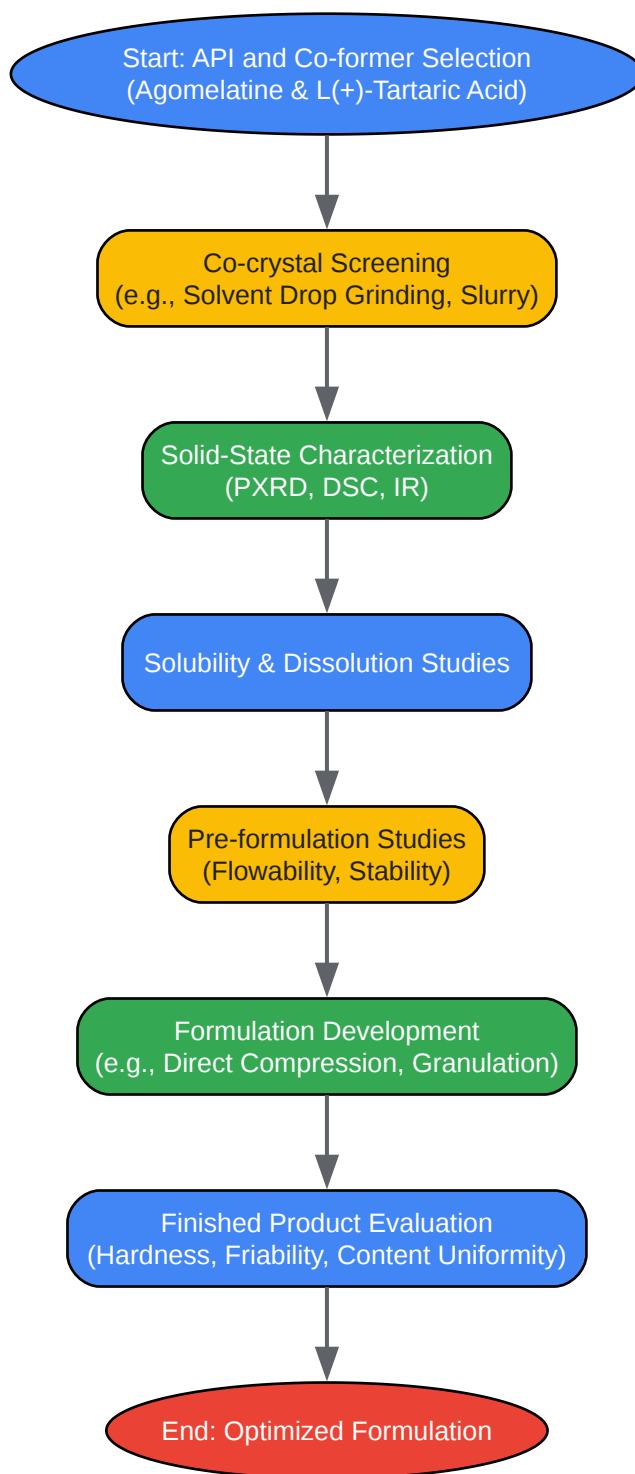 Start: API and Co-former Selection
(Agomelatine & L(+)-Tartaric Acid)
Co-crystal Screening
(e.g., Solvent Drop Grinding, Slurry)
Solid-State Characterization
(PXRD, DSC, IR)
Solubility & Dissolution Studies
Pre-formulation Studies
(Flowability, Stability)
Formulation Development
(e.g., Direct Compression, Granulation)
Finished Product Evaluation
(Hardness, Friability, Content Uniformity)
End: Optimized Formulation